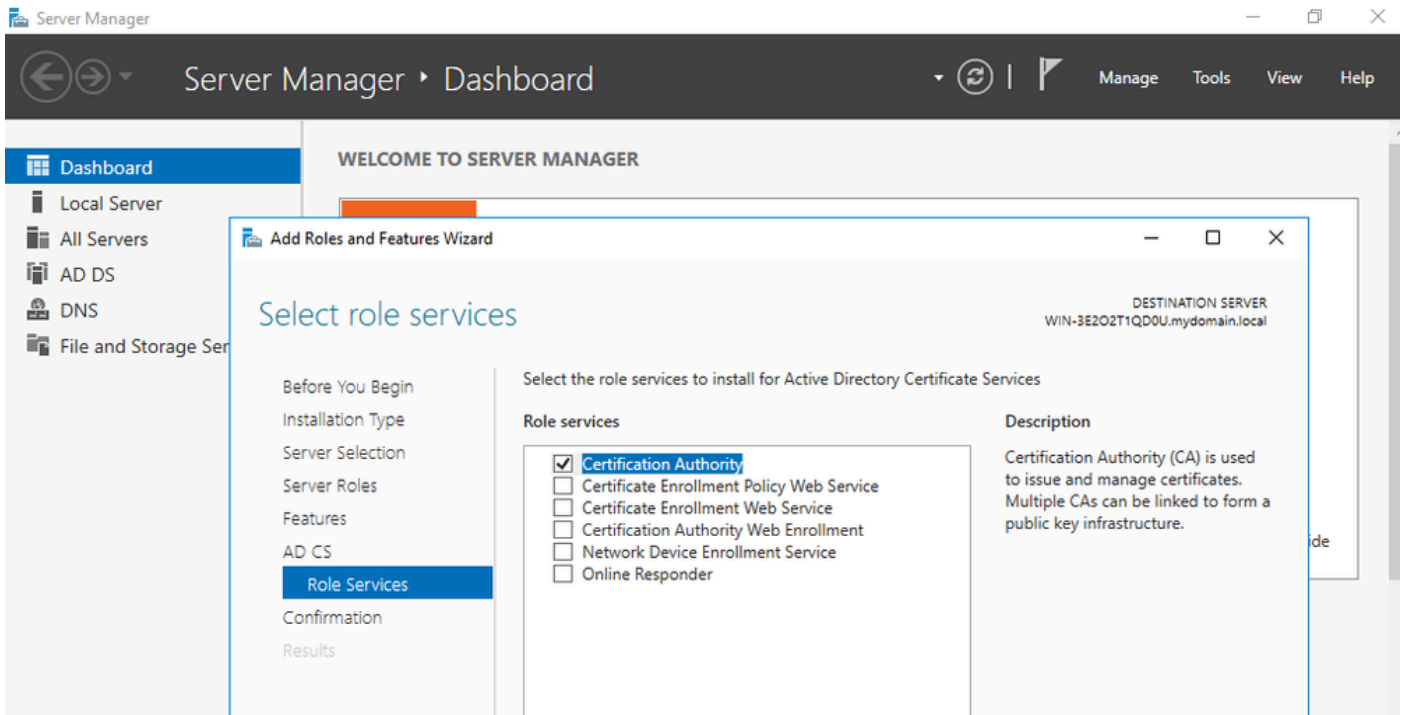 Server Manager
Server Manager ‣ Dashboard
Manage Tools View Help
Dashboard
Local Server
All Servers
AD DS
DNS
File and Storage Ser
WELCOME TO SERVER MANAGER
Add Roles and Features Wizard
Select role services
DESTINATION SERVER
WIN-3E2O2T1QD0U.mydomain.local
Before You Begin
Installation Type
Server Selection
Server Roles
Features
AD CS
Role Services
Confirmation
Results
Select the role services to install for Active Directory Certificate Services
Role services
Certification Authority
Certificate Enrollment Policy Web Service
Certificate Enrollment Web Service
Certification Authority Web Enrollment
Network Device Enrollment Service
Online Responder
Description
Certification Authority (CA) is used
to issue and manage certificates.
Multiple CAs can be linked to form a
public key infrastructure.
ide